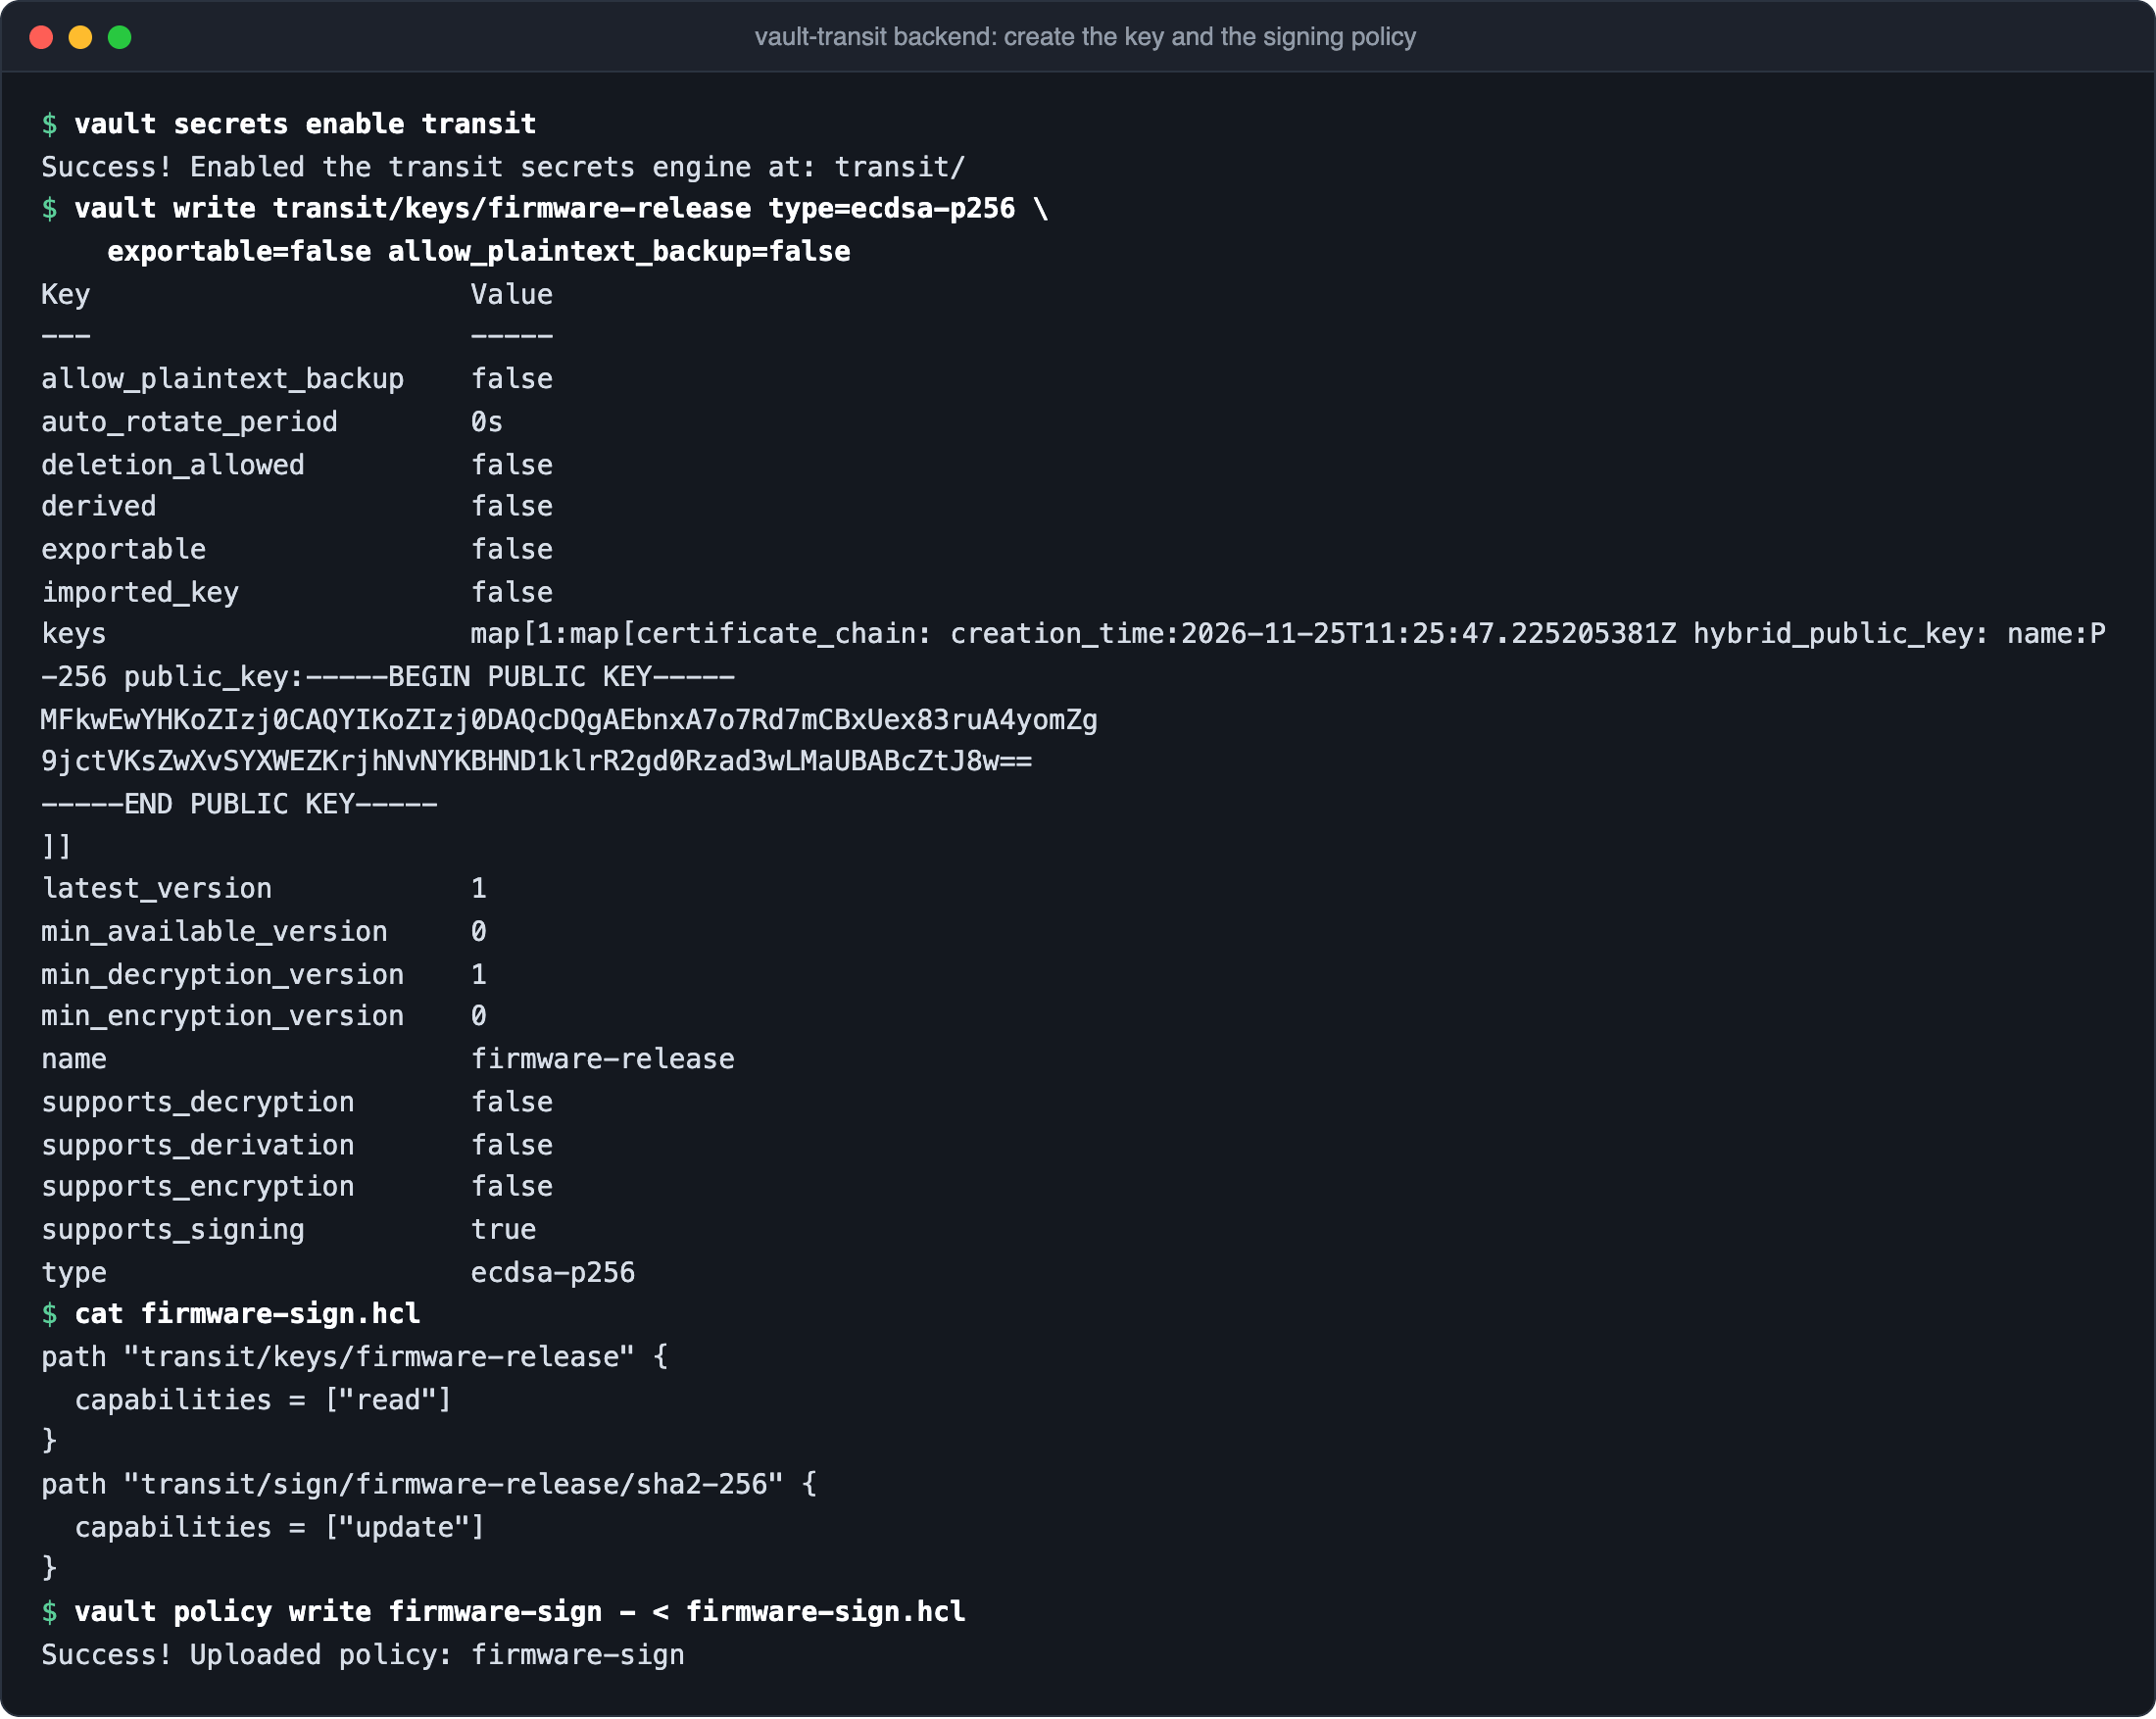 vault-transit backend: create the key and the signing policy
$ vault secrets enable transit
Success! Enabled the transit secrets engine at: transit/
$ vault write transit/keys/firmware-release type=ecdsa-p256 \
    exportable=false allow_plaintext_backup=false
Key                       Value
---                       -----
allow_plaintext_backup    false
auto_rotate_period        0s
deletion_allowed          false
derived                   false
exportable                false
imported_key              false
keys                      map[1:map[certificate_chain: creation_time:2026-11-25T11:25:47.225205381Z hybrid_public_key: name:P
-256 public_key:-----BEGIN PUBLIC KEY-----
MFkwEwYHKoZIzj0CAQYIKoZIzj0DAQcDQgAEbnxA7o7Rd7mCBxUex83ruA4yomZg
9jctVKsZwXvSYXWEZKrjhNvNYKBHND1klrR2gd0Rzad3wLMaUBABcZtJ8w==
-----END PUBLIC KEY-----
]]
latest_version            1
min_available_version     0
min_decryption_version    1
min_encryption_version    0
name                      firmware-release
supports_decryption       false
supports_derivation       false
supports_encryption       false
supports_signing          true
type                      ecdsa-p256
$ cat firmware-sign.hcl
path "transit/keys/firmware-release" {
  capabilities = ["read"]
}
path "transit/sign/firmware-release/sha2-256" {
  capabilities = ["update"]
}
$ vault policy write firmware-sign - < firmware-sign.hcl
Success! Uploaded policy: firmware-sign